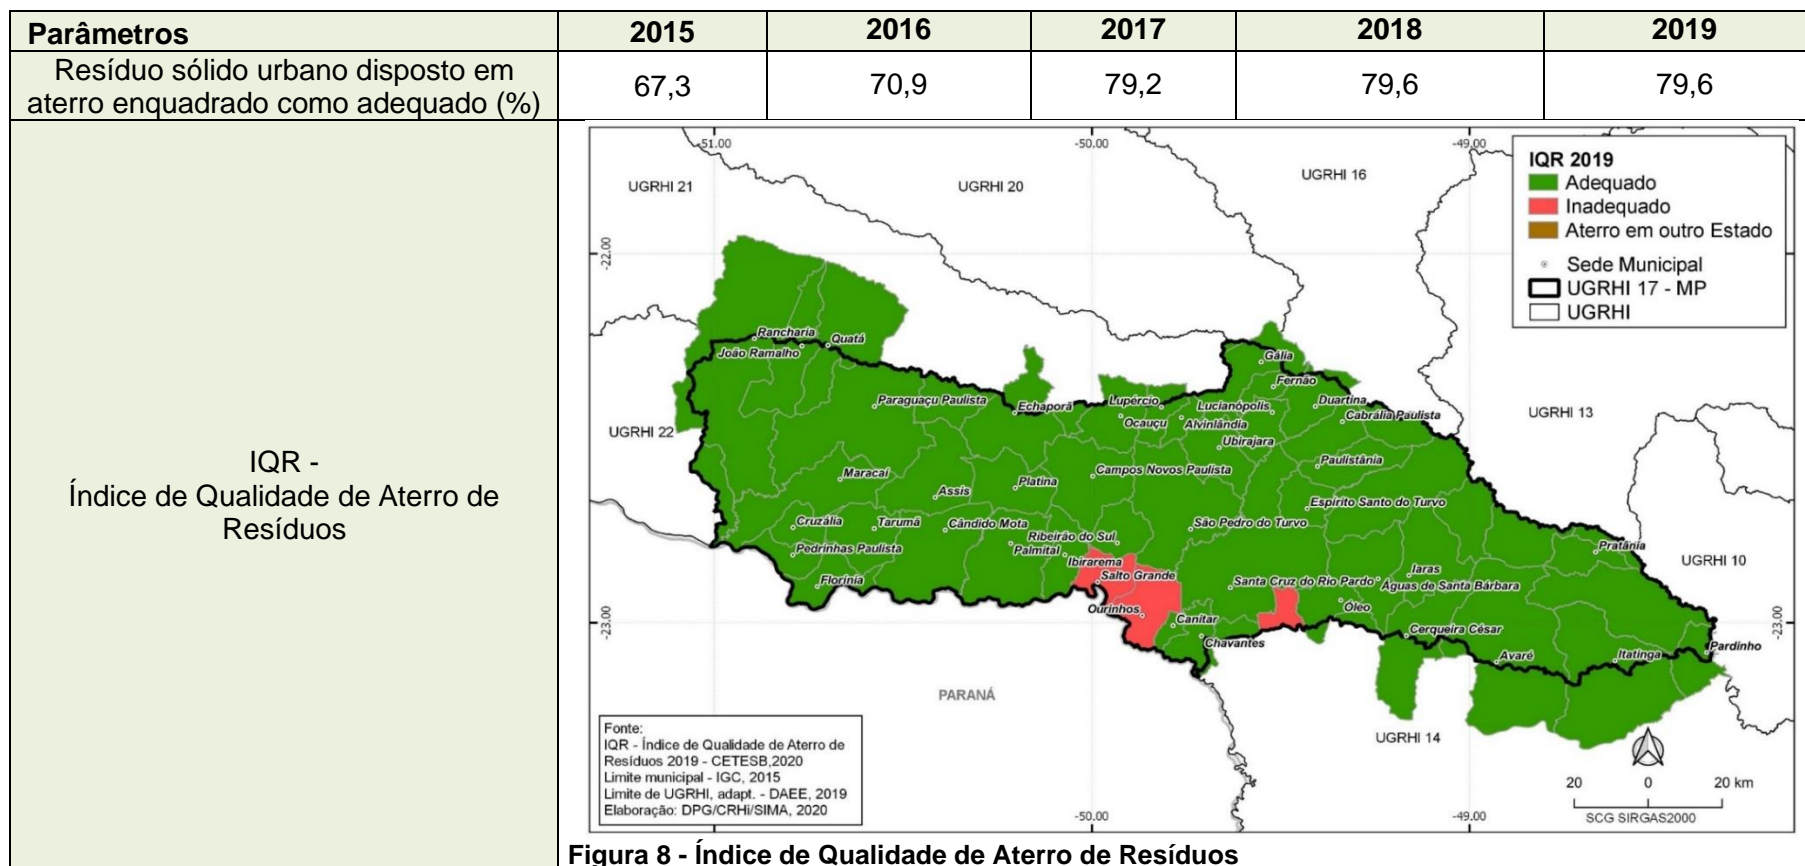 Parâmetros 2015 2016 2017 2018 2019
Resíduo sólido urbano disposto em
aterro enquadrado como adequado (%)
67,3 70,9 79,2 79,6 79,6
IQR -
Índice de Qualidade de Aterro de
Resíduos
-51.00 -50.00 -49.00
UGRHI 21
UGRHI 20
UGRHI 16
IQR 2019
Adequado
Inadequado
Aterro em outro Estado
Sede Municipal
UGRHI 17 - MP
UGRHI
-22.00
Rancharia
João Ramalho
Quatá
Gália
Fernão
Paraguaçu Paulista
Echaporã
Lupércio
Lucianópolis
Duartina
Cabrália Paulista
Ocauçu
Alvinlândia
UGRHI 13
UGRHI 22
Ubirajara
Paulistânia
Maracaí
Campos Novos Paulista
Platina
Assis
Espírito Santo do Turvo
Cruzália
Tarumã
Cândido Mota
São Pedro do Turvo
Ribeirão do Sul
Palmital
Pedrinhas Paulista
Pratânia
Ibirarema
UGRHI 10
Salto Grande
Iaras
Florínia
Santa Cruz do Rio Pardo
Águas de Santa Bárbara
Ourinhos
Óleo
Canitar
-23.00
-23.00
Cerqueira César
Chavantes
Pardinho
Avaré
Itatinga
PARANÁ
UGRHI 14
Fonte:
IQR - Índice de Qualidade de Aterro de
Resíduos 2019 - CETESB,2020
Limite municipal - IGC, 2015
Limite de UGRHI, adapt. - DAEE, 2019
Elaboração: DPG/CRHi/SIMA, 2020
20 0 20 km
SCG SIRGAS2000
-50.00 -49.00
Figura 8 - Índice de Qualidade de Aterro de Resíduos